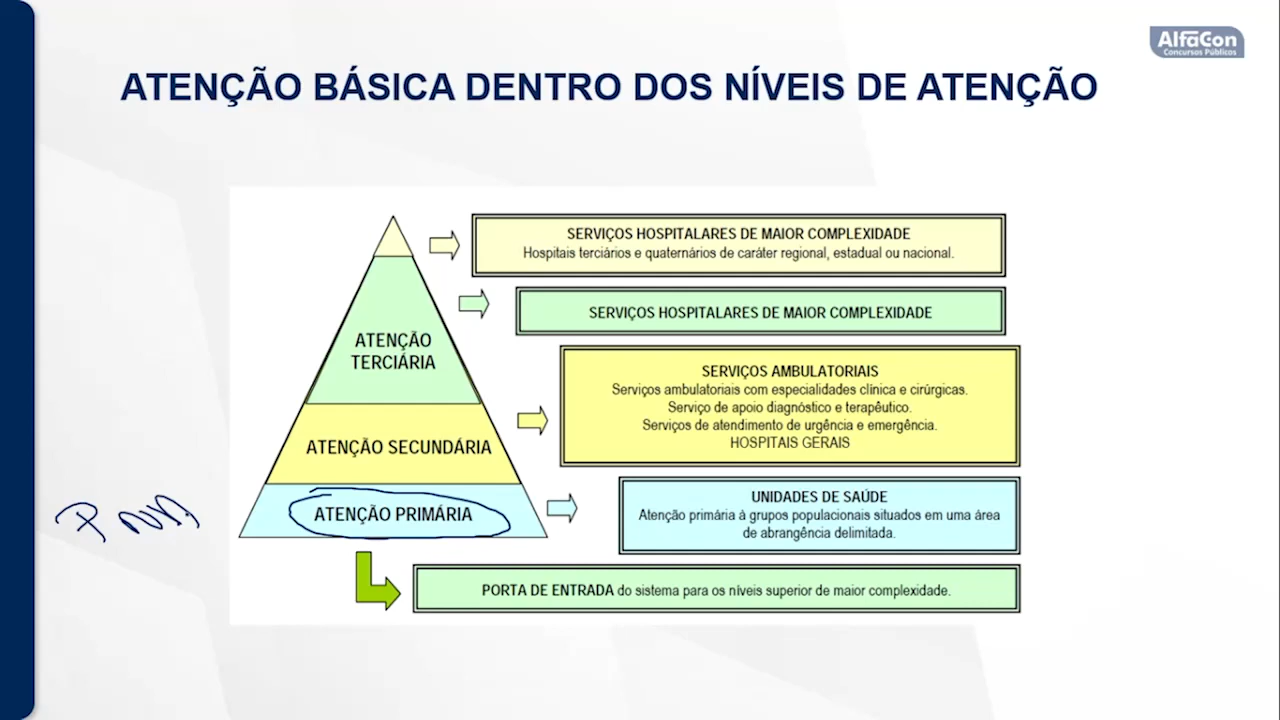 AlfaCon
Concursos Públicos
ATENÇÃO BÁSICA DENTRO DOS NÍVEIS DE ATENÇÃO
SERVIÇOS HOSPITALARES DE MAIOR COMPLEXIDADE
Hospitais terciários e quaternários de caráter regional, estadual ou nacional.
SERVIÇOS HOSPITALARES DE MAIOR COMPLEXIDADE
ATENÇÃO
TERCIÁRIA
SERVIÇOS AMBULATORIAIS
Serviços ambulatoriais com especialidades clínica e cirúrgicas.
Serviço de apoio diagnóstico e terapêutico.
Serviços de atendimento de urgência e emergência.
HOSPITAIS GERAIS
ATENÇÃO SECUNDÁRIA
ATENÇÃO PRIMÁRIA
UNIDADES DE SAÚDE
Atenção primária à grupos populacionais situados em uma área
de abrangência delimitada.
PORTA DE ENTRADA do sistema para os níveis superior de maior complexidade.